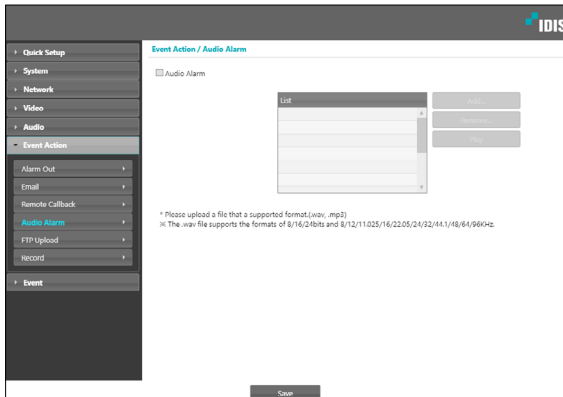 IDIS
Quick Setup
System
Network
Video
Audio
Event Action
Alarm Out
Email
Remote Callback
Audio Alarm
FTP Upload
Record
Event
Event Action / Audio Alarm
Audio Alarm
List
Add...
Play
* Please upload a file that a supported format.(.wav, .mp3)
※ The .wav file supports the formats of 8/16/24bits and 8/12/11.025/16/22.05/24/32/44.1/48/64/96KHz.
Save